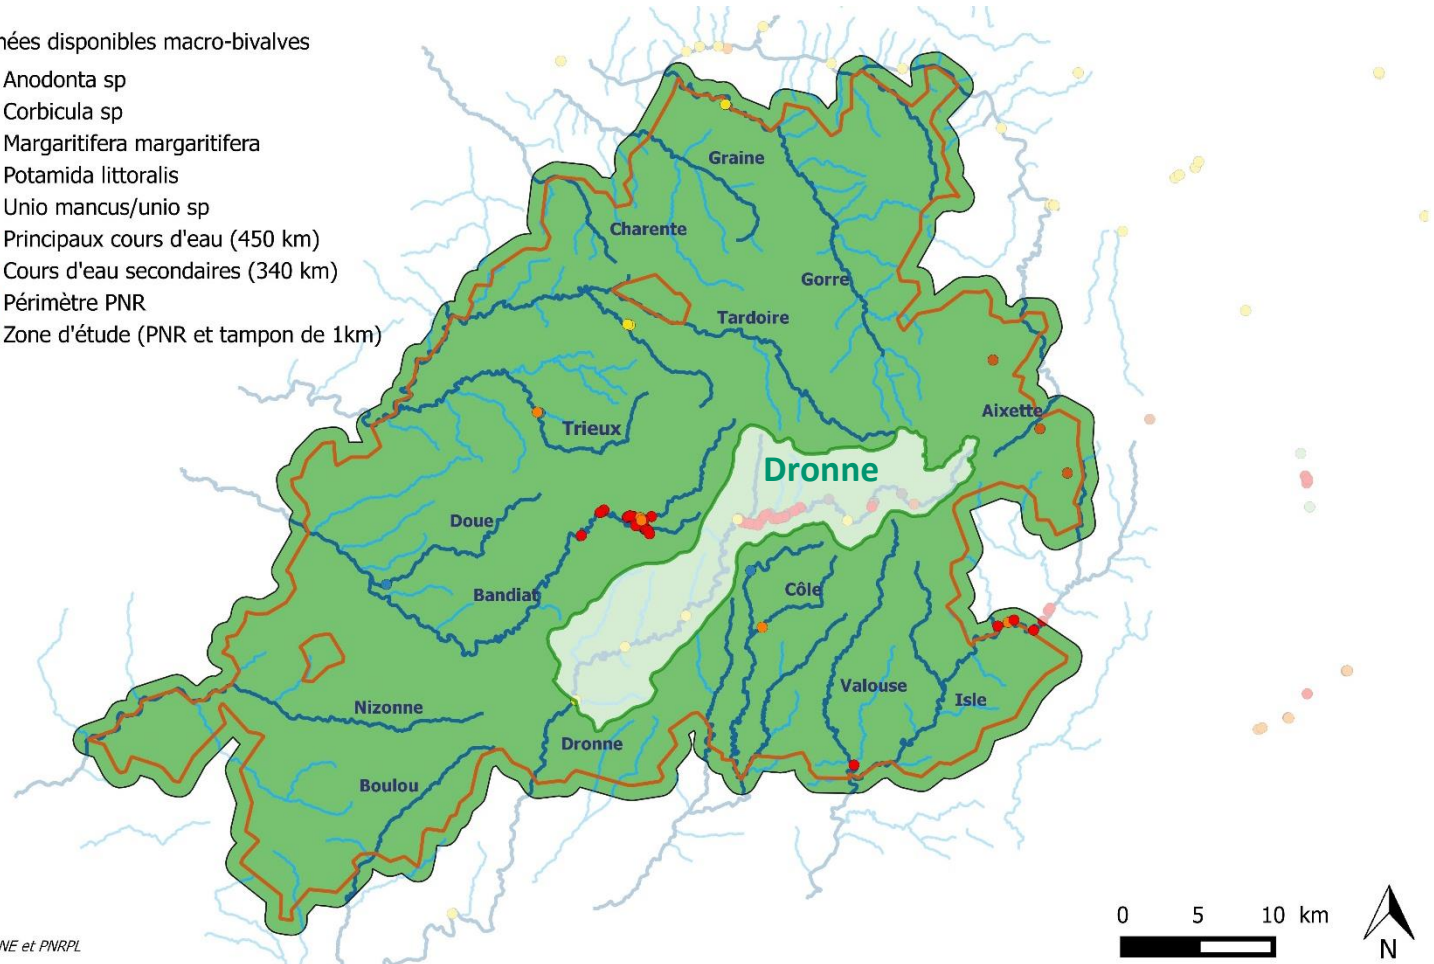 nées disponibles macro-bivalves
Anodonta sp
Corbicula sp
Margaritifera margaritifera
Potamida littoralis
Unio mancus/unio sp
Principaux cours d'eau (450 km)
Cours d'eau secondaires (340 km)
Périmètre PNR
Zone d'étude (PNR et tampon de 1km)
Graine
Charente
Gorre
Tardoire
Aixette
Trieux
Dronne
Doue
Bandiat
Côle
Valouse
Isle
Nizonne
Dronne
Boulou
0 5 10 km
N
NE et PNRPL